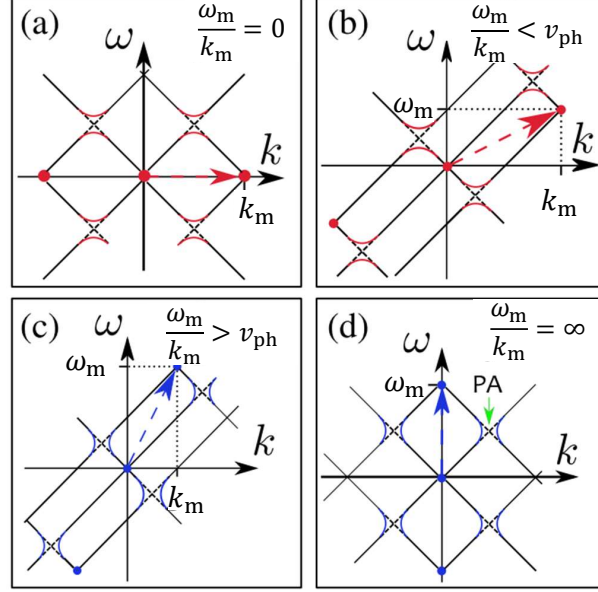 (a)
ω
ω_m/k_m = 0
k
k_m
(b)
ω
ω_m/k_m < v_ph
ω_m
k
k_m
(c)
ω
ω_m/k_m > v_ph
ω_m
k
k_m
(d)
ω
ω_m/k_m = ∞
ω_m
PA
k